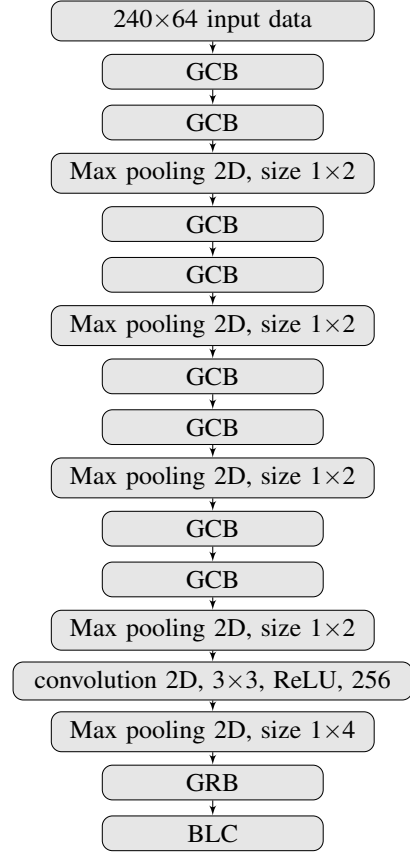 240×64 input data
GCB
GCB
Max pooling 2D, size 1×2
GCB
GCB
Max pooling 2D, size 1×2
GCB
GCB
Max pooling 2D, size 1×2
GCB
GCB
Max pooling 2D, size 1×2
convolution 2D, 3×3, ReLU, 256
Max pooling 2D, size 1×4
GRB
BLC